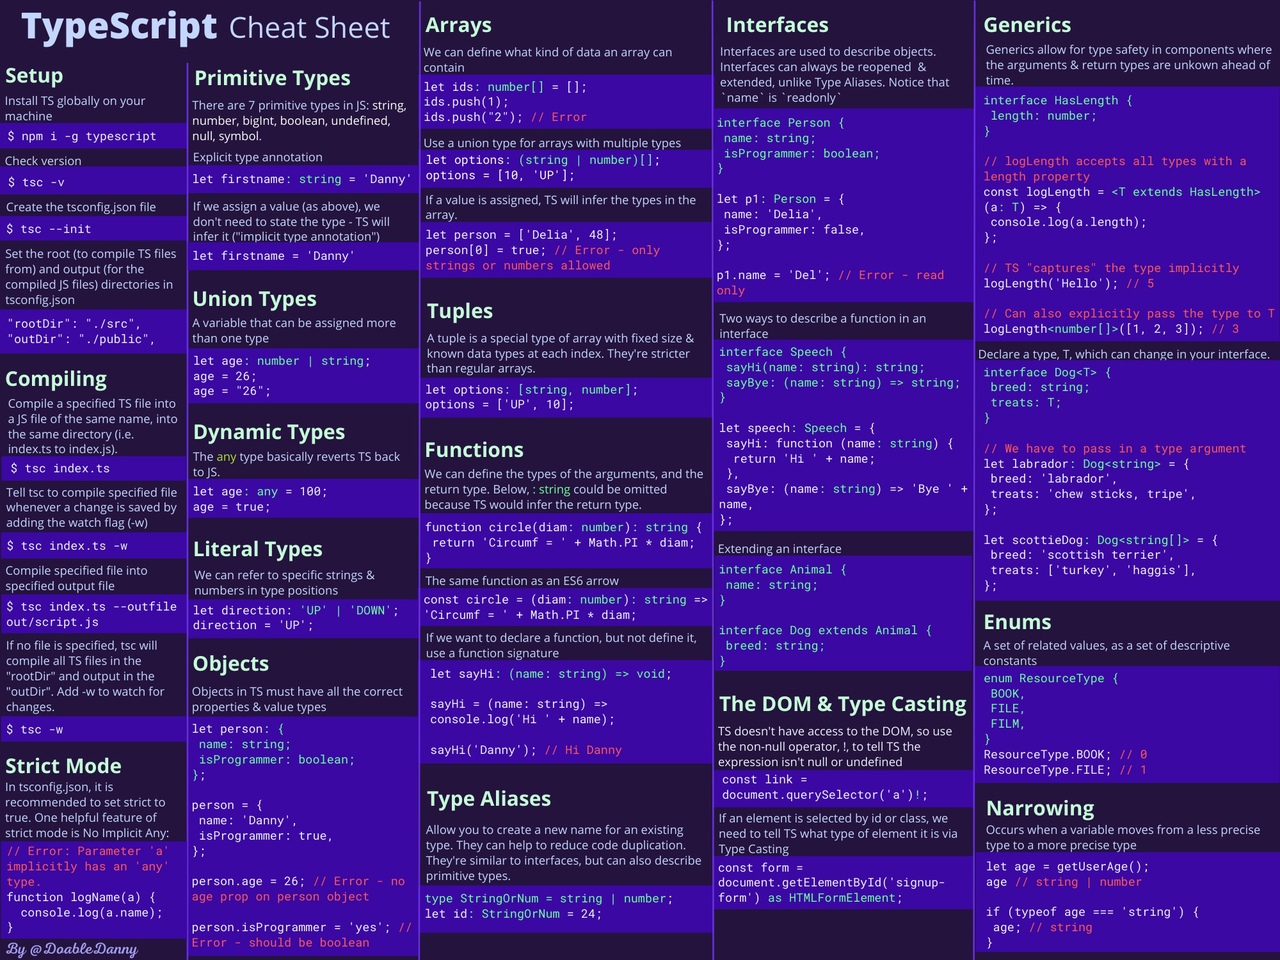 TypeScript Cheat Sheet
Setup
Install TS globally on your
machine
$ npm i -g typescript
Check version
$ tsc -v
Create the tsconfig.json file
$ tsc --init
Set the root (to compile TS files
from) and output (for the
compiled JS files) directories in
tsconfig.json
"rootDir": "./src",
"outDir": "./public",
Compiling
Compile a specified TS file into
a JS file of the same name, into
the same directory (i.e.
index.ts to index.js).
$ tsc index.ts
Tell tsc to compile specified file
whenever a change is saved by
adding the watch flag (-w)
$ tsc index.ts -w
Compile specified file into
specified output file
$ tsc index.ts --outfile
out/script.js
If no file is specified, tsc will
compile all TS files in the
"rootDir" and output in the
"outDir". Add -w to watch for
changes.
$ tsc -w
Strict Mode
In tsconfig.json, it is
recommended to set strict to
true. One helpful feature of
strict mode is No Implicit Any:
// Error: Parameter 'a'
implicitly has an 'any'
type.
function logName(a) {
console.log(a.name);
}
By @DoableDanny
Primitive Types
There are 7 primitive types in JS: string,
number, bigInt, boolean, undefined,
null, symbol.
Explicit type annotation
let firstname: string = 'Danny'
If we assign a value (as above), we
don't need to state the type - TS will
infer it ("implicit type annotation")
let firstname = 'Danny'
Union Types
A variable that can be assigned more
than one type
let age: number | string;
age = 26;
age = "26";
Dynamic Types
The any type basically reverts TS back
to JS.
let age: any = 100;
age = true;
Literal Types
We can refer to specific strings &
numbers in type positions
let direction: 'UP' | 'DOWN';
direction = 'UP';
Objects
Objects in TS must have all the correct
properties & value types
let person: {
name: string;
isProgrammer: boolean;
};
person = {
name: 'Danny',
isProgrammer: true,
};
person.age = 26; // Error - no
age prop on person object
person.isProgrammer = 'yes'; //
Error - should be boolean
Arrays
We can define what kind of data an array can
contain
let ids: number[] = [];
ids.push(1);
ids.push("2"); // Error
Use a union type for arrays with multiple types
let options: (string | number)[];
options = [10, 'UP'];
If a value is assigned, TS will infer the types in the
array.
let person = ['Delia', 48];
person[0] = true; // Error - only
strings or numbers allowed
Tuples
A tuple is a special type of array with fixed size &
known data types at each index. They're stricter
than regular arrays.
let options: [string, number];
options = ['UP', 10];
Functions
We can define the types of the arguments, and the
return type. Below, : string could be omitted
because TS would infer the return type.
function circle(diam: number): string {
return 'Circumf = ' + Math.PI * diam;
}
The same function as an ES6 arrow
const circle = (diam: number): string =>
'Circumf = ' + Math.PI * diam;
If we want to declare a function, but not define it,
use a function signature
let sayHi: (name: string) => void;
sayHi = (name: string) =>
console.log('Hi ' + name);
sayHi('Danny'); // Hi Danny
Type Aliases
Allow you to create a new name for an existing
type. They can help to reduce code duplication.
They're similar to interfaces, but can also describe
primitive types.
type StringOrNum = string | number;
let id: StringOrNum = 24;
Interfaces
Interfaces are used to describe objects.
Interfaces can always be reopened &
extended, unlike Type Aliases. Notice that
`name` is `readonly`
interface Person {
name: string;
isProgrammer: boolean;
}
let p1: Person = {
name: 'Delia',
isProgrammer: false,
};
p1.name = 'Del'; // Error - read
only
Two ways to describe a function in an
interface
interface Speech {
sayHi(name: string): string;
sayBye: (name: string) => string;
}
let speech: Speech = {
sayHi: function (name: string) {
return 'Hi ' + name;
},
sayBye: (name: string) => 'Bye ' +
name,
};
Extending an interface
interface Animal {
name: string;
}
interface Dog extends Animal {
breed: string;
}
The DOM & Type Casting
TS doesn't have access to the DOM, so use
the non-null operator, !, to tell TS the
expression isn't null or undefined
const link =
document.querySelector('a')!;
If an element is selected by id or class, we
need to tell TS what type of element it is via
Type Casting
const form =
document.getElementById('signup-
form') as HTMLFormElement;
Generics
Generics allow for type safety in components where
the arguments & return types are unkown ahead of
time.
interface HasLength {
length: number;
}
// logLength accepts all types with a
length property
const logLength = <T extends HasLength>
(a: T) => {
console.log(a.length);
};
// TS "captures" the type implicitly
logLength('Hello'); // 5
// Can also explicitly pass the type to T
logLength<number[]>([1, 2, 3]); // 3
Declare a type, T, which can change in your interface.
interface Dog<T> {
breed: string;
treats: T;
}
// We have to pass in a type argument
let labrador: Dog<string> = {
breed: 'labrador',
treats: 'chew sticks, tripe',
};
let scottieDog: Dog<string[]> = {
breed: 'scottish terrier',
treats: ['turkey', 'haggis'],
};
Enums
A set of related values, as a set of descriptive
constants
enum ResourceType {
BOOK,
FILE,
FILM,
}
ResourceType.BOOK; // 0
ResourceType.FILE; // 1
Narrowing
Occurs when a variable moves from a less precise
type to a more precise type
let age = getUserAge();
age // string | number
if (typeof age === 'string') {
age; // string
}